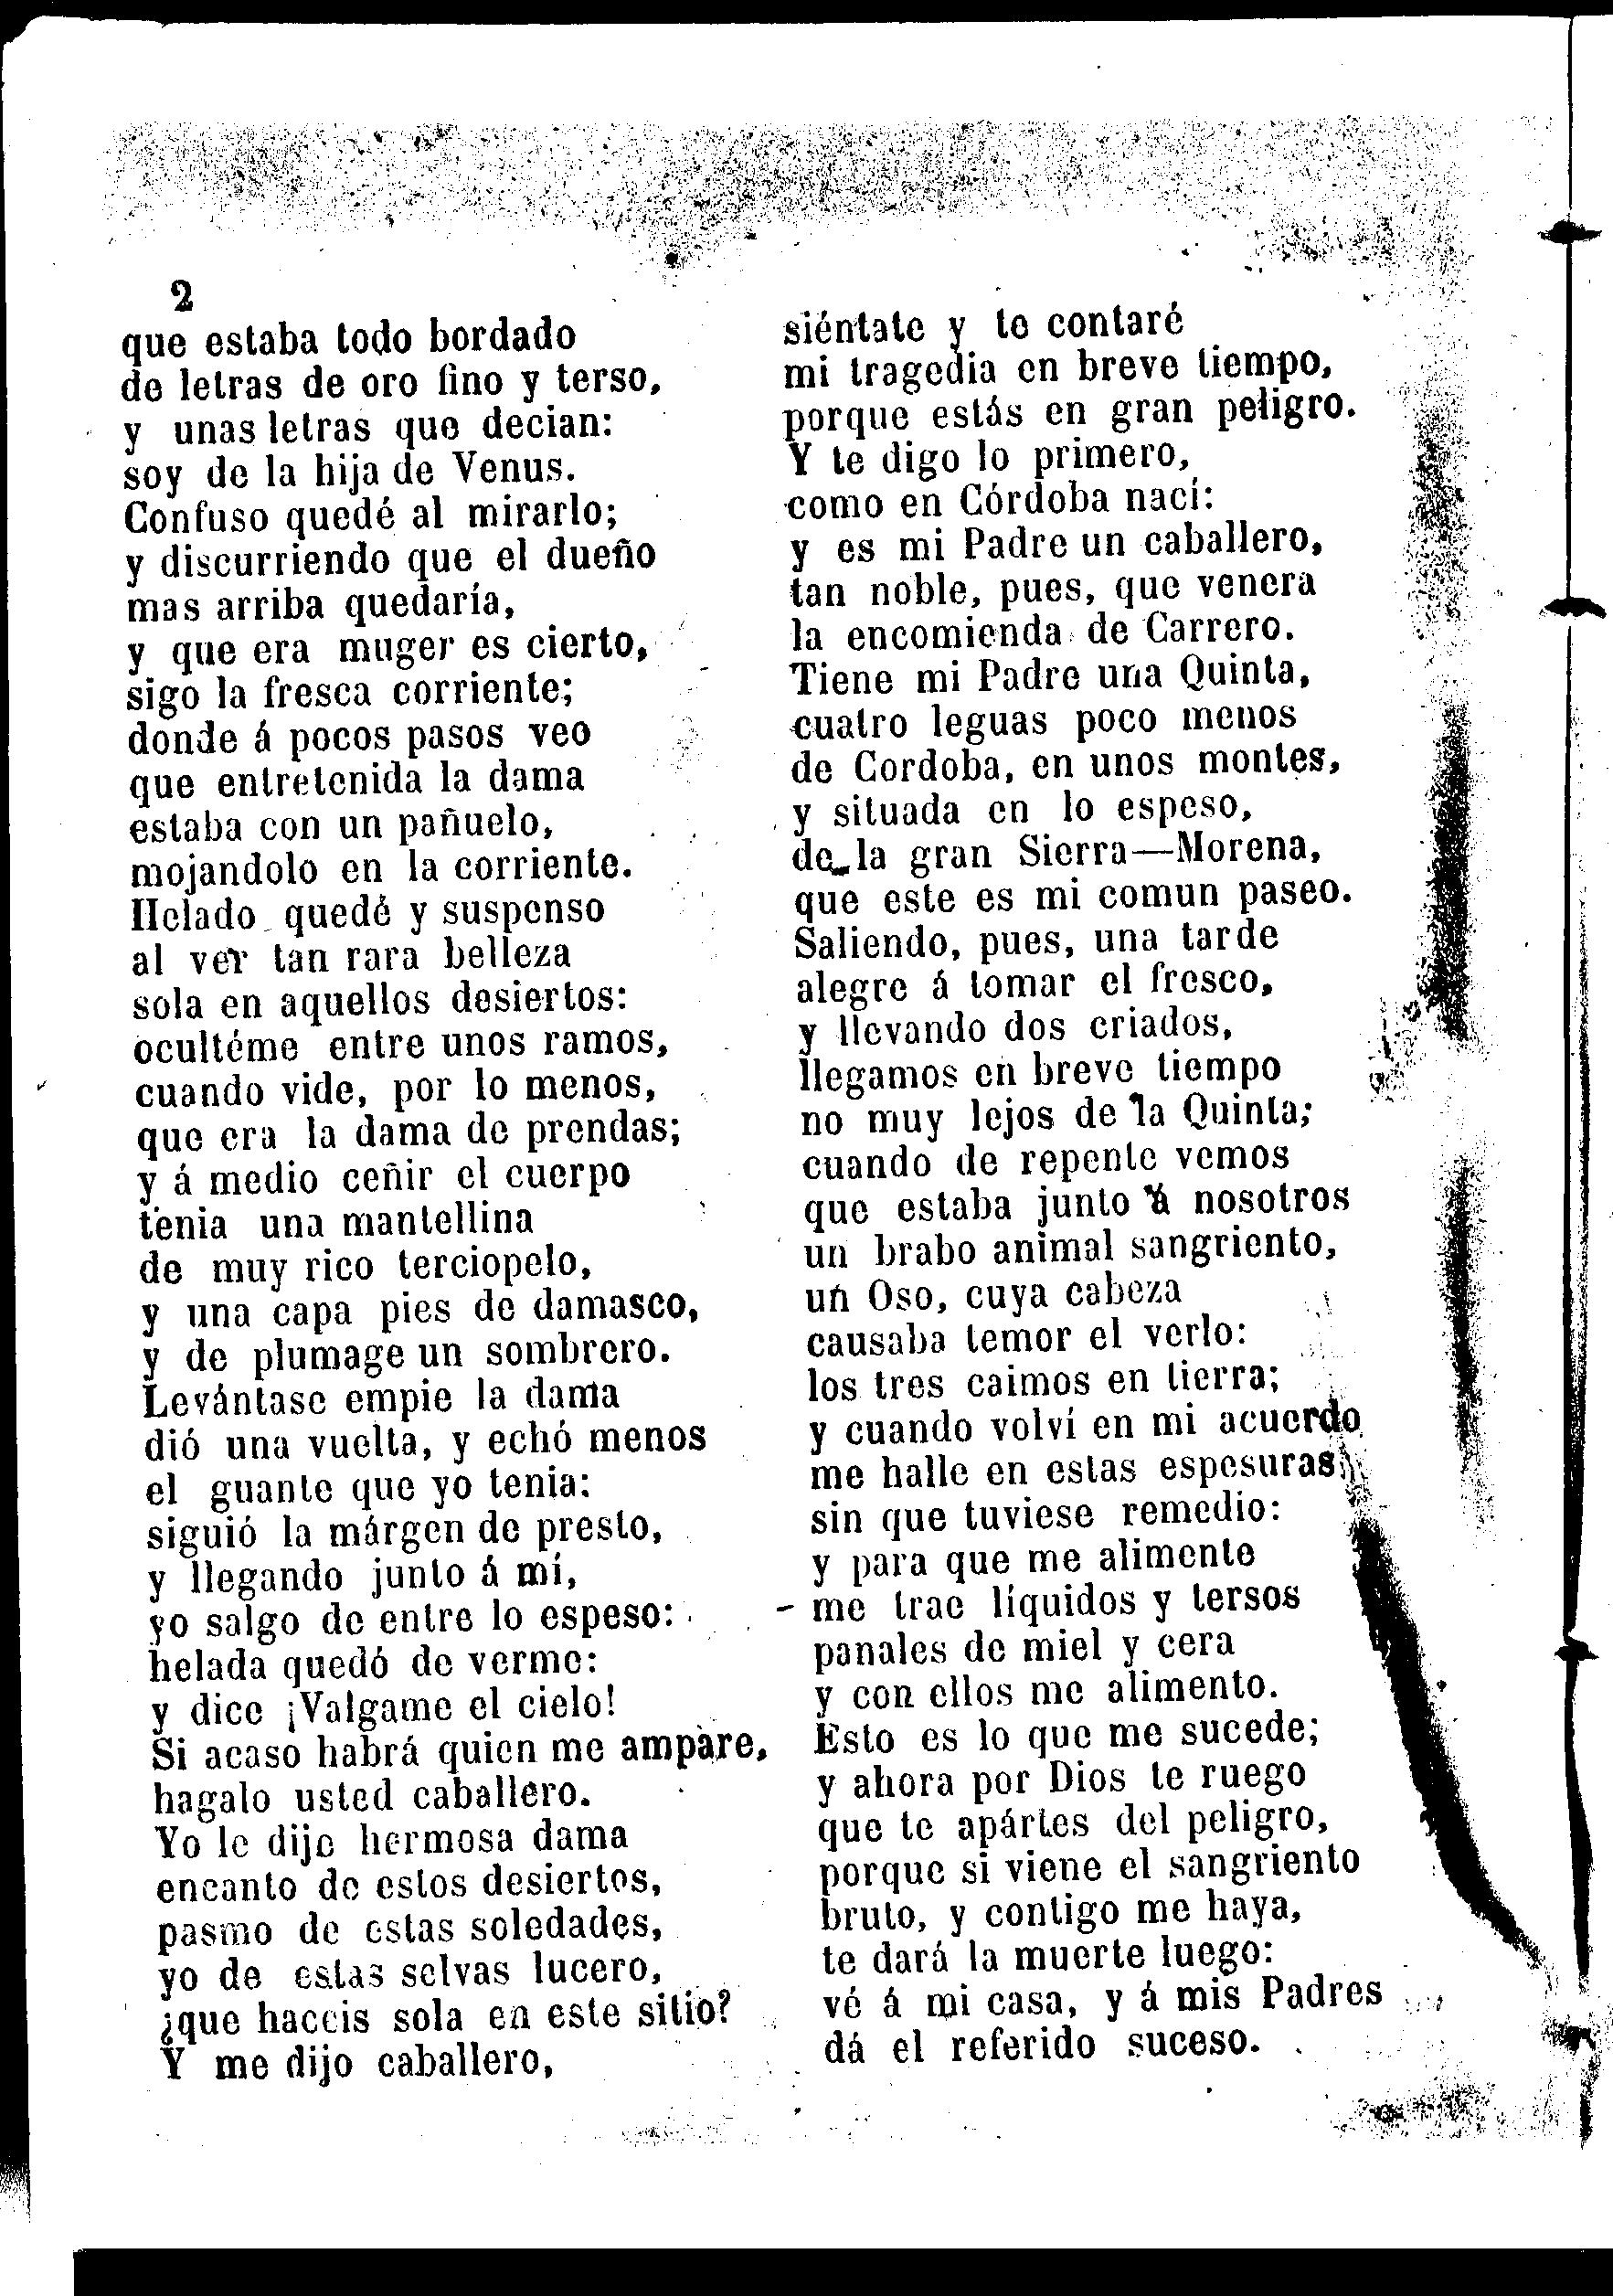 2
que estaba todo bordado
de letras de oro fino y terso,
y unas letras que decian:
soy de la hija de Venus.
Confuso quedé al mirarlo;
y discurriendo que el dueño
mas arriba quedaría,
y que era muger es cierto,
sigo la fresca corriente;
donde á pocos pasos veo
que entretenida la dama
estaba con un pañuelo,
mojandolo en la corriente.
Helado quedé y suspenso
al ver tan rara belleza
sola en aquellos desiertos:
ocultéme entre unos ramos,
cuando vide, por lo menos,
que era la dama de prendas;
y á medio ceñir el cuerpo
tenia una mantellina
de muy rico terciopelo,
y una capa pies de damasco,
y de plumage un sombrero.
Levántase empie la dama
dió una vuelta, y echó menos
el guante que yo tenia:
siguió la márgen de presto,
y llegando junto á mí,
yo salgo de entre lo espeso:
helada quedó de verme:
y dice ¡Valgame el cielo!
Si acaso habrá quien me ampare,
hagalo usted caballero.
Yo le dije hermosa dama
encanto de estos desiertos,
pasmo de estas soledades,
yo de estas selvas lucero,
¿que haceis sola en este sitio?
Y me dijo caballero,
siéntate y te contaré
mi tragedia en breve tiempo,
porque estás en gran peligro.
Y te digo lo primero,
como en Córdoba nací:
y es mi Padre un caballero,
tan noble, pues, que venera
la encomienda de Carrero.
Tiene mi Padre una Quinta,
cuatro leguas poco menos
de Cordoba, en unos montes,
y situada en lo espeso,
de la gran Sierra—Morena,
que este es mi comun paseo.
Saliendo, pues, una tarde
alegre á tomar el fresco,
y llevando dos criados,
llegamos en breve tiempo
no muy lejos de la Quinta;
cuando de repente vemos
que estaba junto á nosotros
un brabo animal sangriento,
un Oso, cuya cabeza
causaba temor el verlo:
los tres caimos en tierra;
y cuando volví en mi acuerdo
me halle en estas espesuras
sin que tuviese remedio:
y para que me alimente
me trae líquidos y tersos
panales de miel y cera
y con ellos me alimento.
Esto es lo que me sucede;
y ahora por Dios te ruego
que te apártes del peligro,
porque si viene el sangriento
bruto, y contigo me haya,
te dará la muerte luego:
vé á mi casa, y á mis Padres
dá el referido suceso.